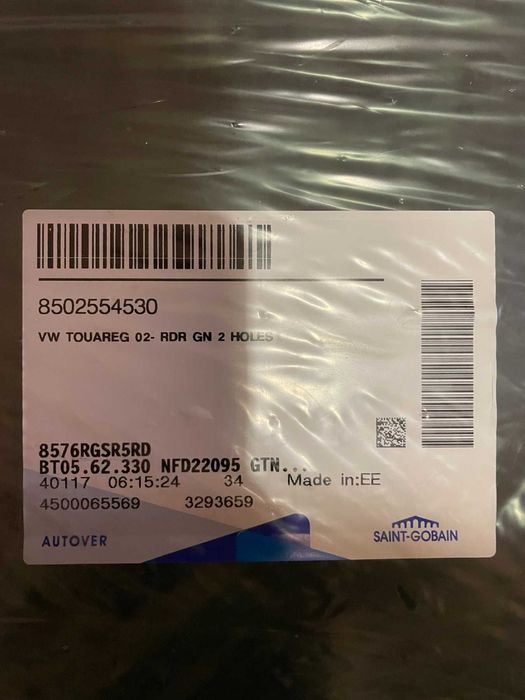 8502554530
VW TOUAREG 02- RDR GN 2 HOLES
8576RGSR5RD
BT05.62.330 NFD22095 GTN...
40117 06:15:24 34 Made in:EE
4500065569 3293659
AUTOVER
SAINT-GOBAIN